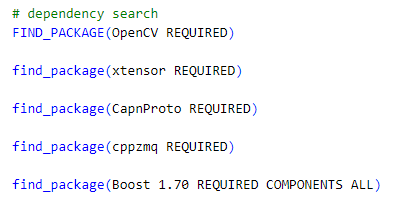 # dependency search
FIND_PACKAGE(OpenCV REQUIRED)
find_package(xtensor REQUIRED)
find_package(CapnProto REQUIRED)
find_package(cppzmq REQUIRED)
find_package(Boost 1.70 REQUIRED COMPONENTS ALL)